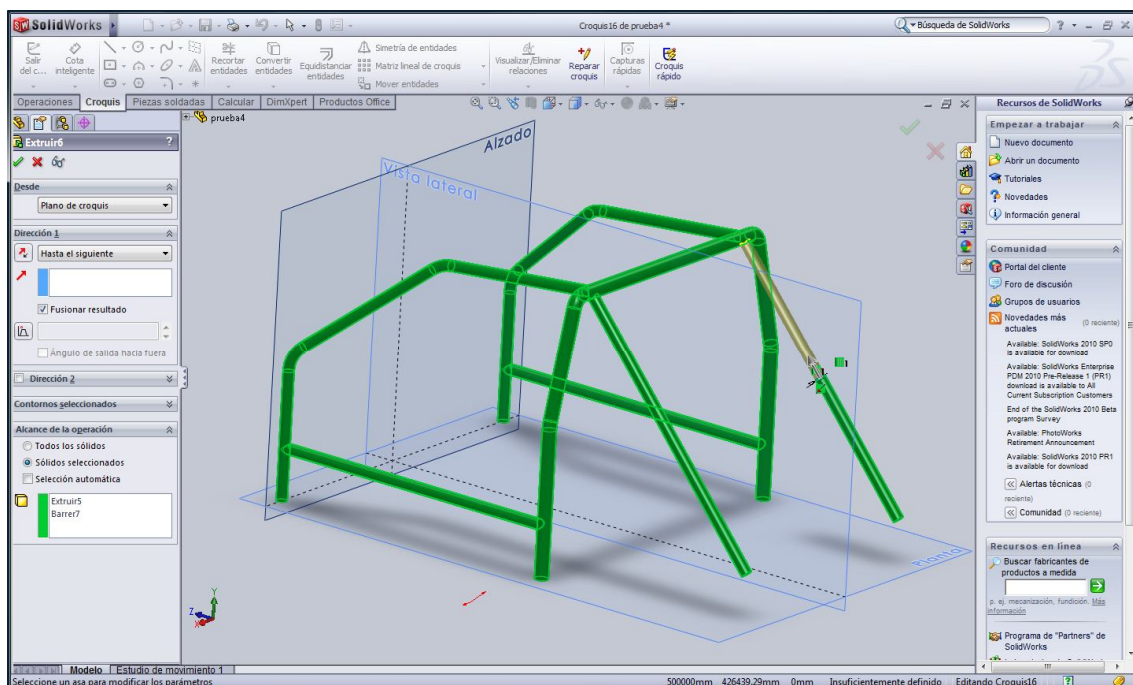 SolidWorks
Croquis16 de prueba4 *
Búsqueda de SolidWorks
Salir del c...
Cota inteligente
Recortar entidades
Convertir entidades
Equidistanciar entidades
Simetría de entidades
Matriz lineal de croquis
Mover entidades
Visualizar/Eliminar relaciones
Reparar croquis
Capturas rápidas
Croquis rápido
Operaciones
Croquis
Piezas soldadas
Calcular
DimXpert
Productos Office
Extruir6
?
Desde
Plano de croquis
Dirección 1
Hasta el siguiente
Fusionar resultado
Ángulo de salida hacia fuera
Dirección 2
Contornos seleccionados
Alcance de la operación
Todos los sólidos
Sólidos seleccionados
Selección automática
Extruir5
Barrer7
prueba4
Alzado
Vista lateral
Planta
Y
Z
X
Recursos de SolidWorks
Empezar a trabajar
Nuevo documento
Abrir un documento
Tutoriales
Novedades
Información general
Comunidad
Portal del cliente
Foro de discusión
Grupos de usuarios
Novedades más actuales
(0 reciente)
Available: SolidWorks 2010 SP0
is available for download
Available: SolidWorks Enterprise
PDM 2010 Pre-Release 1 (PR1)
download is available to All
Current Subscription Customers
End of the SolidWorks 2010 Beta
program Survey
Available: PhotoWorks
Retirement Announcement
Available: SolidWorks 2010 PR1
is available for download
Alertas técnicas (0
reciente)
Comunidad (0 reciente)
Recursos en línea
Buscar fabricantes de
productos a medida
p. ej. mecanización, fundición. Más
información
Programa de "Partners" de
SolidWorks
Modelo
Estudio de movimiento 1
Seleccione un asa para modificar los parámetros
500000mm 426439.29mm 0mm Insuficientemente definido Editando Croquis16